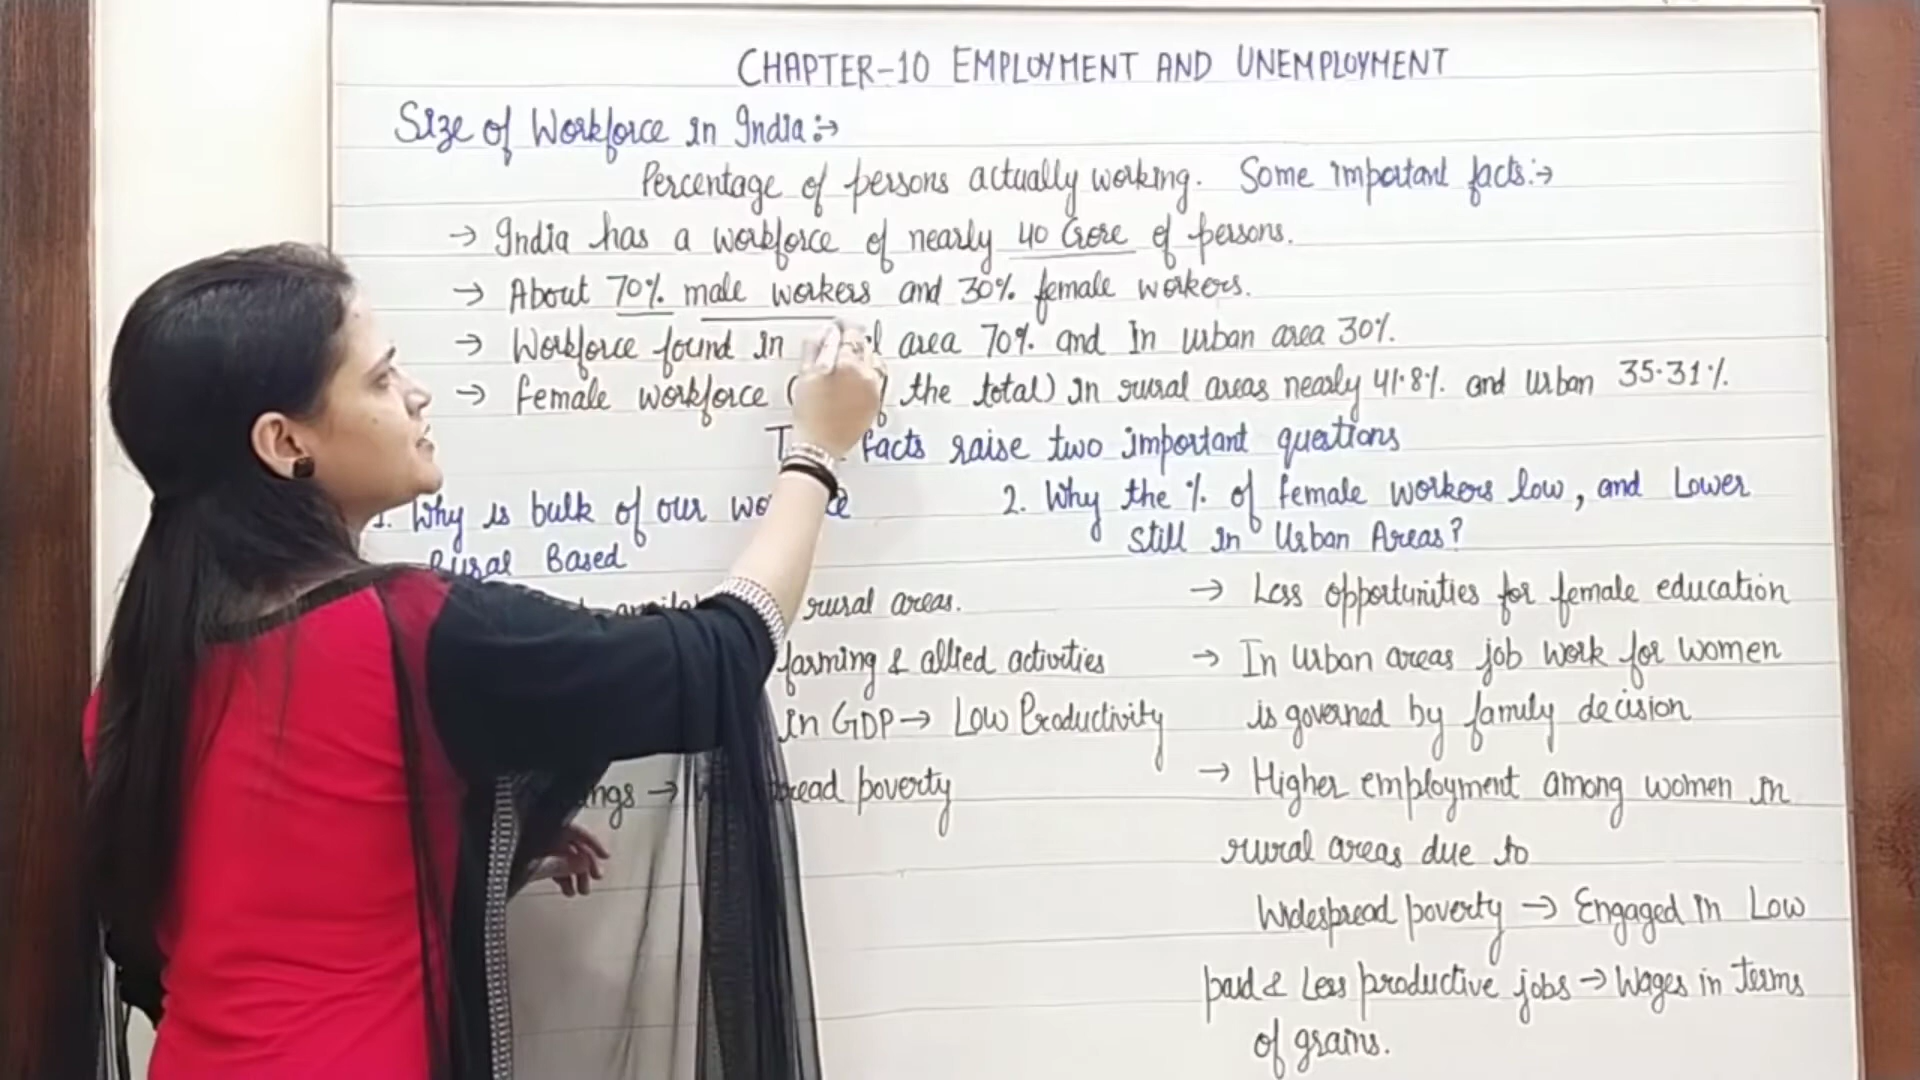 CHAPTER-10 EMPLOYMENT AND UNEMPLOYMENT
Size of Workforce in India:→
Percentage of persons actually working. Some important facts:→
→ India has a workforce of nearly 40 Crore of persons.
→ About 70% male workers and 30% female workers.
→ Workforce found in area 70% and in urban area 30%.
→ female workforce ( the total) in rural areas nearly 41.8% and Urban 35.31%.
facts raise two important questions
1. Why is bulk of our
Rural Based
rural areas.
farming & allied activities
in GDP → Low Productivity
→ poverty
2. Why the % of female workers low, and Lower
still in Urban Areas?
→ Less opportunities for female education
→ In Urban areas job work for women
is governed by family decision
→ Higher employment among women in
rural areas due to
Widespread poverty → Engaged in Low
paid & Less productive jobs → Wages in terms
of grains.